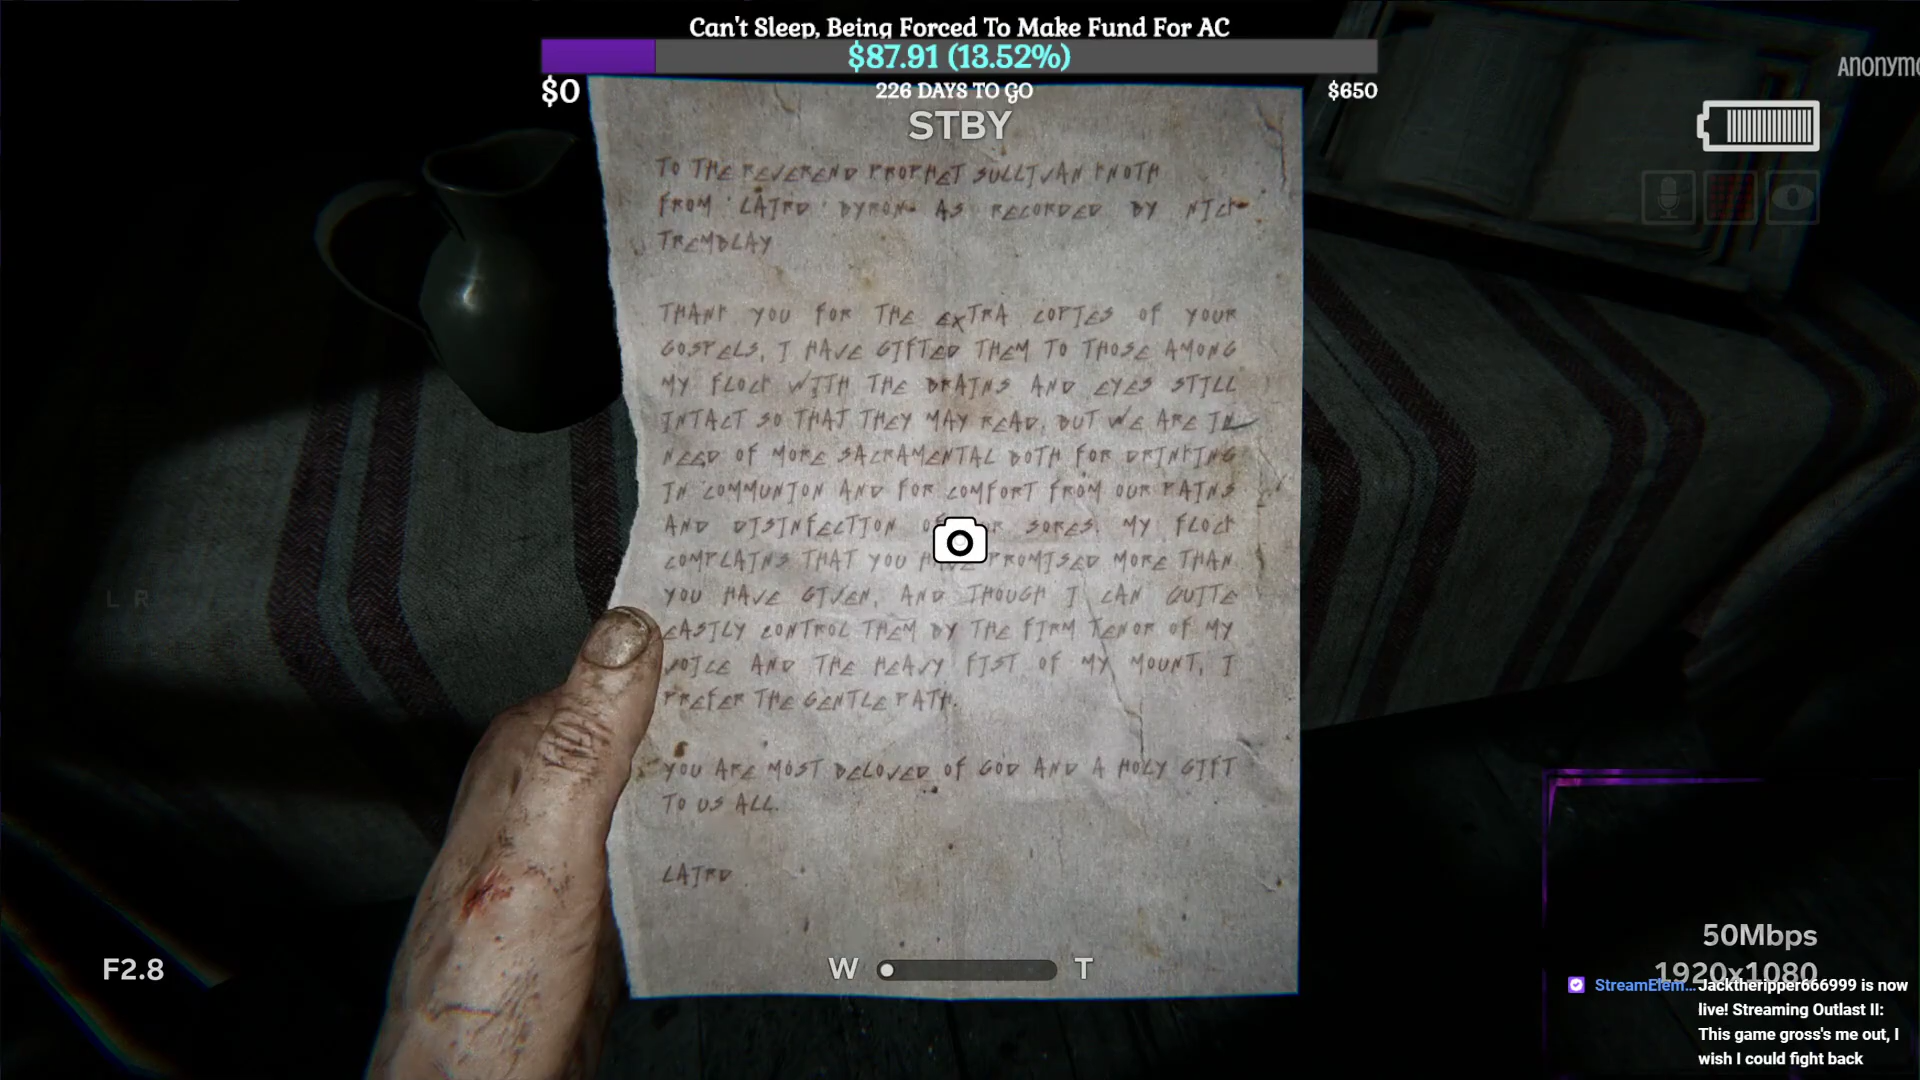 Can't Sleep, Being Forced To Make Fund For AC
$87.91 (13.52%)
$0
226 DAYS TO GO
$650
ANONYMO
STBY
TO THE REVEREND PROPHET SULLIVAN KNOTH
FROM "LAIRD" BYRON AS RECORDED BY NICK
TREMBLAY
THANK YOU FOR THE EXTRA COPIES OF YOUR
GOSPELS, I HAVE GIFTED THEM TO THOSE AMONG
MY FLOCK WITH THE BRAINS AND EYES STILL
INTACT SO THAT THEY MAY READ. BUT WE ARE IN
NEED OF MORE SACRAMENTAL BOTH FOR DRINKING
IN COMMUNION AND FOR COMFORT FROM OUR PAINS
AND DISINFECTION OF SORES. MY FLOCK
COMPLAINS THAT YOU HAVE PROMISED MORE THAN
YOU HAVE GIVEN, AND THOUGH I CAN QUITE
EASILY CONTROL THEM BY THE FIRM TENOR OF MY
VOICE AND THE HEAVY FIST OF MY MOUNT, I
PREFER THE GENTLE PATH.
YOU ARE MOST BELOVED OF GOD AND A HOLY GIFT
TO US ALL.
LAIRD
L R
F2.8
W T
50Mbps
1920x1080
StreamElem... Jacktheripper666999 is now
live! Streaming Outlast II:
This game gross's me out, I
wish I could fight back